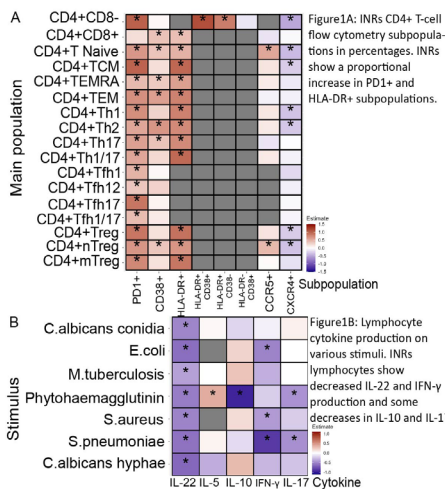 A
Main population
CD4+CD8-
CD4+CD8+
CD4+T Naive
CD4+TCM
CD4+TEMRA
CD4+TEM
CD4+Th1
CD4+Th2
CD4+Th17
CD4+Th1/17
CD4+Tfh1
CD4+Tfh12
CD4+Tfh17
CD4+Tfh1/17
CD4+Treg
CD4+nTreg
CD4+mTreg
PD1+
CD38+
HLA-DR+
HLA-DR+
CD38+
HLA-DR+
CD38-
HLA-DR-
CD38+
CCR5+
CXCR4+
Subpopulation
Figure1A: INRs CD4+ T-cell
flow cytometry subpopula-
tions in percentages. INRs
show a proportional
increase in PD1+ and
HLA-DR+ subpopulations.
Estimate
1.5
1.0
0.5
0.0
-0.5
-1.0
-1.5
B
Stimulus
C.albicans conidia
E.coli
M.tuberculosis
Phytohaemagglutinin
S.aureus
S.pneumoniae
C.albicans hyphae
IL-22 IL-5 IL-10 IFN-γ IL-17 Cytokine
Figure1B: Lymphocyte
cytokine production on
various stimuli. INRs
lymphocytes show
decreased IL-22 and IFN-γ
production and some
decreases in IL-10 and IL-1
Estimate
1.0
0.5
0.0
-0.5
-1.0